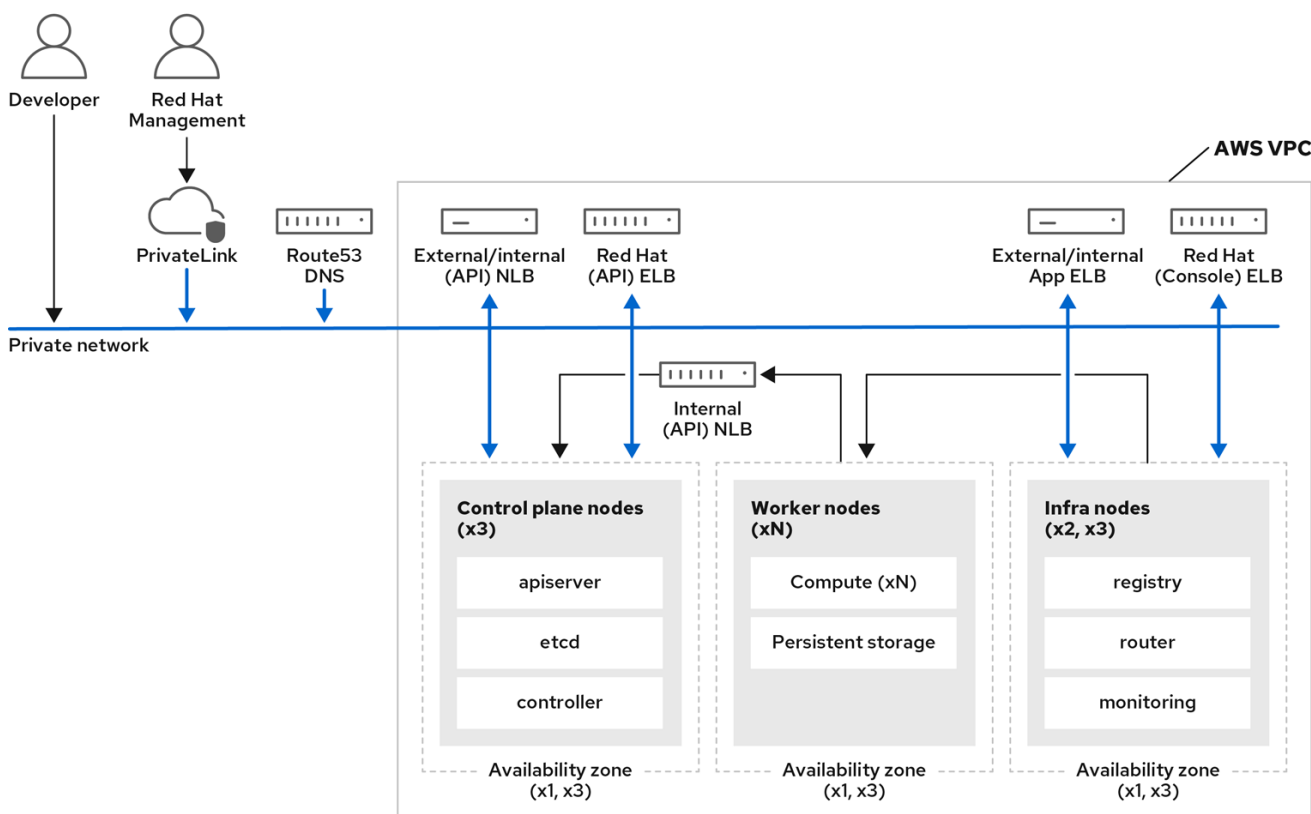 Developer
Red Hat
Management
AWS VPC
PrivateLink
Route53
DNS
External/internal
(API) NLB
Red Hat
(API) ELB
External/internal
App ELB
Red Hat
(Console) ELB
Private network
Internal
(API) NLB
Control plane nodes
(x3)
apiserver
etcd
controller
Availability zone
(x1, x3)
Worker nodes
(xN)
Compute (xN)
Persistent storage
Availability zone
(x1, x3)
Infra nodes
(x2, x3)
registry
router
monitoring
Availability zone
(x1, x3)